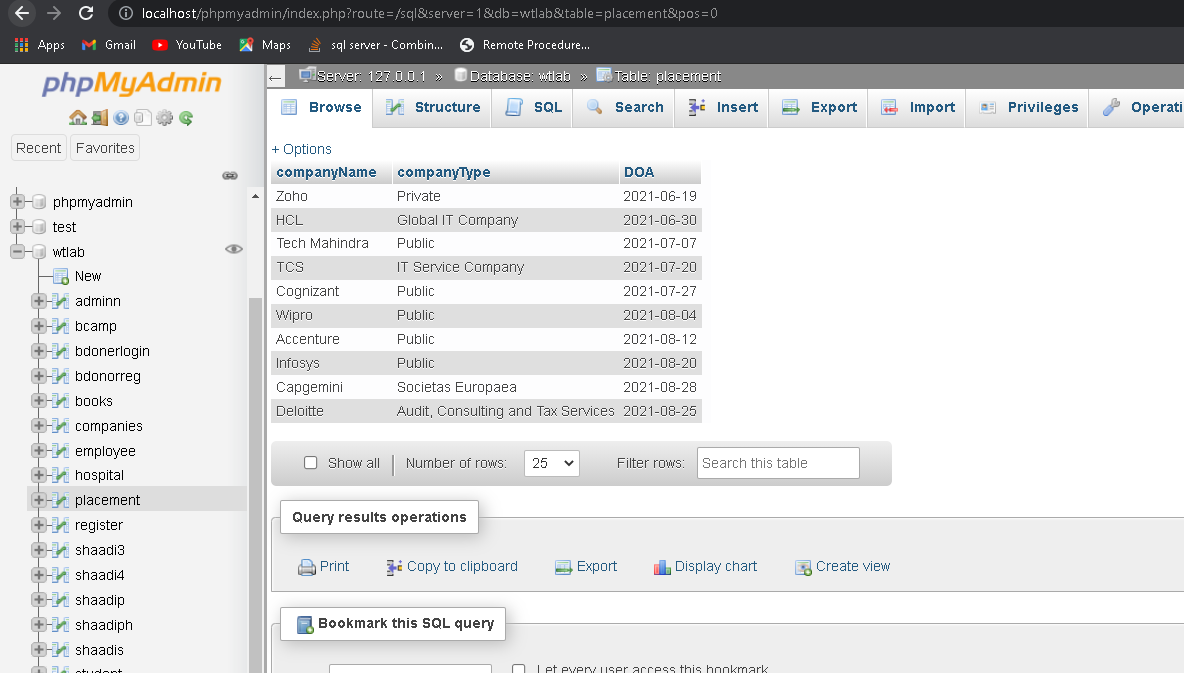 localhost/phpmyadmin/index.php?route=/sql&server=1&db=wtlab&table=placement&pos=0
Apps Gmail YouTube Maps sql server - Combin... Remote Procedure...
phpMyAdmin
Recent Favorites
phpmyadmin
test
wtlab
New
adminn
bcamp
bdonerlogin
bdonorreg
books
companies
employee
hospital
placement
register
shaadi3
shaadi4
shaadip
shaadiph
shaadis
student
← Server: 127.0.0.1 » Database: wtlab » Table: placement
Browse Structure SQL Search Insert Export Import Privileges Operati
+ Options
companyName companyType DOA
Zoho Private 2021-06-19
HCL Global IT Company 2021-06-30
Tech Mahindra Public 2021-07-07
TCS IT Service Company 2021-07-20
Cognizant Public 2021-07-27
Wipro Public 2021-08-04
Accenture Public 2021-08-12
Infosys Public 2021-08-20
Capgemini Societas Europaea 2021-08-28
Deloitte Audit, Consulting and Tax Services 2021-08-25
Show all Number of rows: 25 Filter rows: Search this table
Query results operations
Print Copy to clipboard Export Display chart Create view
Bookmark this SQL query
Let every user access this bookmark